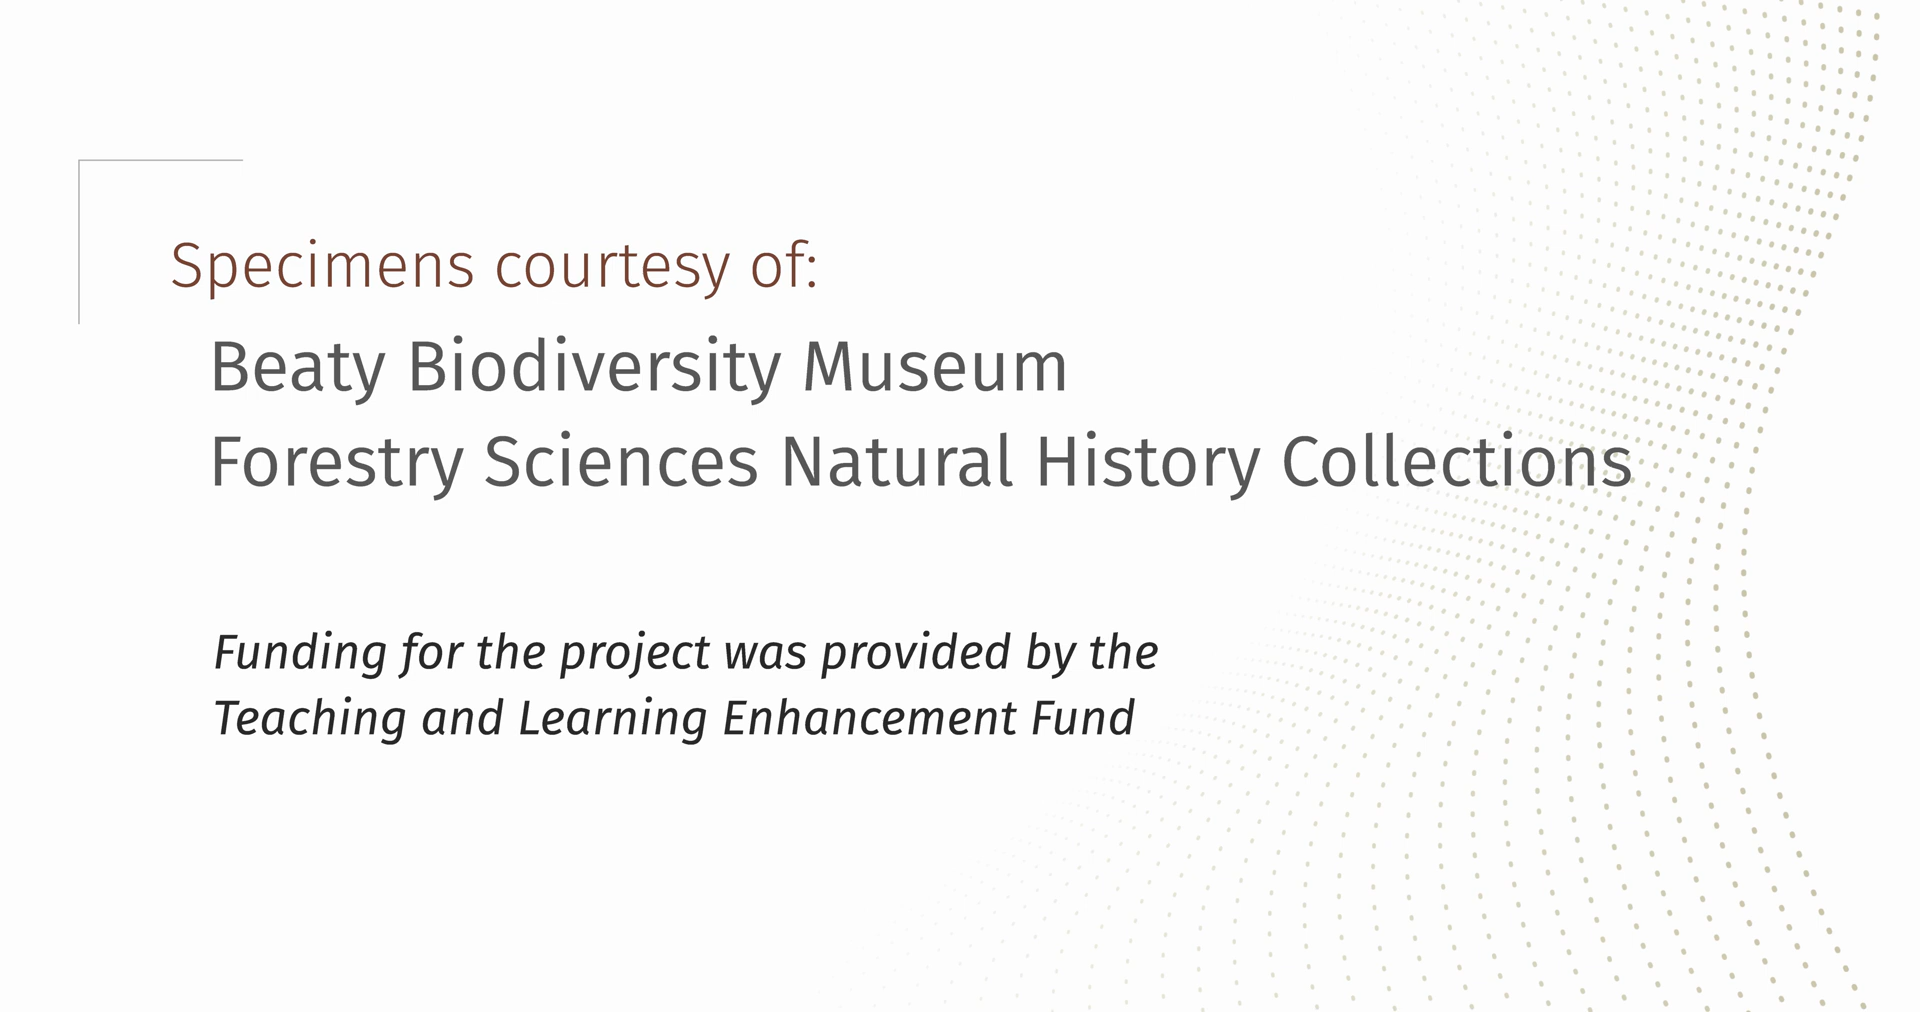 Specimens courtesy of:
Beaty Biodiversity Museum
Forestry Sciences Natural History Collections
Funding for the project was provided by the
Teaching and Learning Enhancement Fund